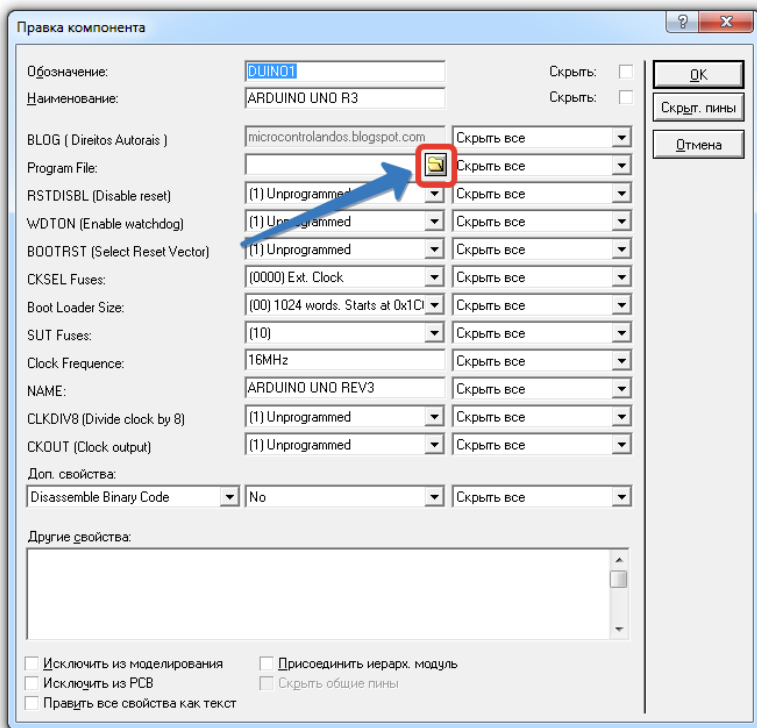 Правка компонента
Обозначение: DUINO1 Скрыть: OK
Наименование: ARDUINO UNO R3 Скрыть: Скрыт. пины
BLOG ( Direitos Autorais ) microcontrolandos.blogspot.com Скрыть все Отмена
Program File: Скрыть все
RSTDISBL (Disable reset) (1) Unprogrammed Скрыть все
WDTON (Enable watchdog) (1) Unprogrammed Скрыть все
BOOTRST (Select Reset Vector) (1) Unprogrammed Скрыть все
CKSEL Fuses: (0000) Ext. Clock Скрыть все
Boot Loader Size: (00) 1024 words. Starts at 0x1C Скрыть все
SUT Fuses: (10) Скрыть все
Clock Frequence: 16MHz Скрыть все
NAME: ARDUINO UNO REV3 Скрыть все
CLKDIV8 (Divide clock by 8) (1) Unprogrammed Скрыть все
CKOUT (Clock output) (1) Unprogrammed Скрыть все
Доп. свойства:
Disassemble Binary Code No Скрыть все
Другие свойства:
Исключить из моделирования Присоединить иерарх. модуль
Исключить из PCB Скрыть общие пины
Править все свойства как текст